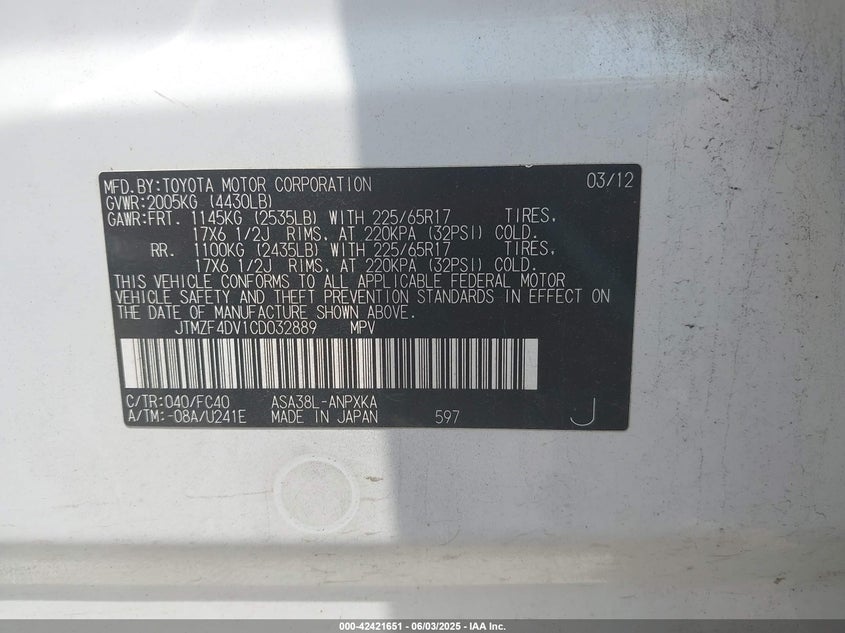 MFD.BY:TOYOTA MOTOR CORPORATION 03/12
GVWR:2005KG (4430LB)
GAWR:FRT. 1145KG (2535LB) WITH 225/65R17 TIRES,
17X6 1/2J RIMS, AT 220KPA (32PSI) COLD.
RR. 1100KG (2435LB) WITH 225/65R17 TIRES,
17X6 1/2J RIMS, AT 220KPA (32PSI) COLD.
THIS VEHICLE CONFORMS TO ALL APPLICABLE FEDERAL MOTOR
VEHICLE SAFETY AND THEFT PREVENTION STANDARDS IN EFFECT ON
THE DATE OF MANUFACTURE SHOWN ABOVE.
JTMZF4DV1CD032889 MPV
C/TR:040/FC40 ASA38L-ANPXKA
A/TM:-08A/U241E MADE IN JAPAN 597 J
000-42421651 - 06/03/2025 - IAA Inc.